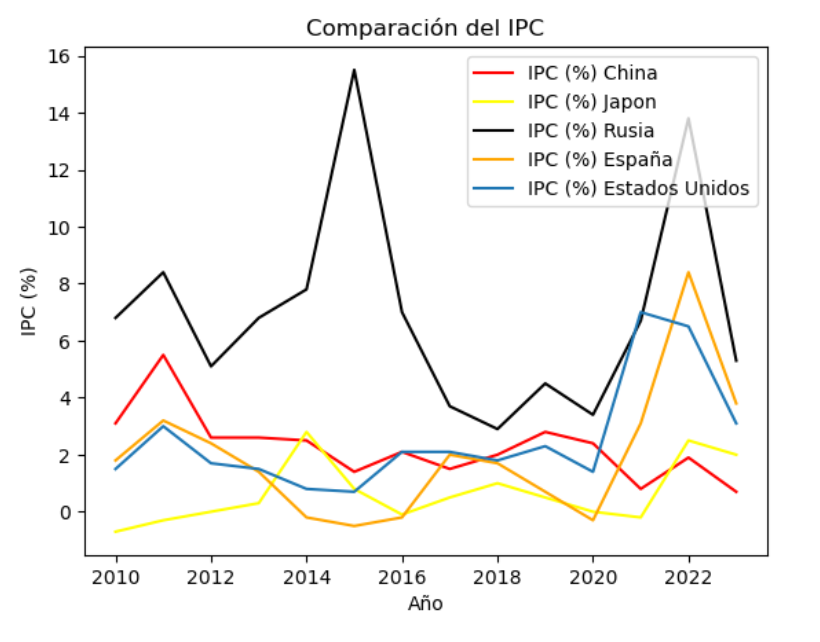 Comparación del IPC
16
14
12
10
8
6
4
2
0
IPC (%)
IPC (%) China
IPC (%) Japon
IPC (%) Rusia
IPC (%) España
IPC (%) Estados Unidos
2010 2012 2014 2016 2018 2020 2022
Año